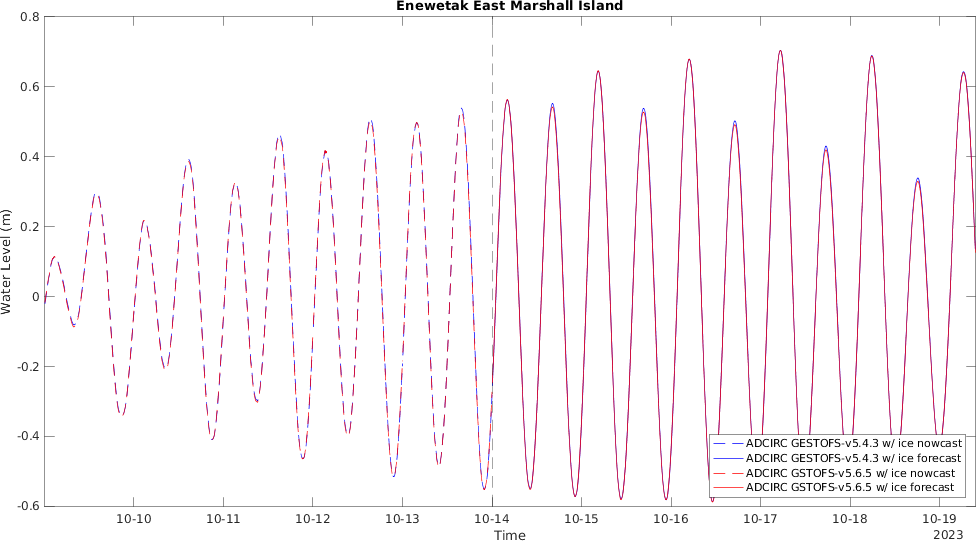 Enewetak East Marshall Island
0.8
0.6
0.4
0.2
0
-0.2
-0.4
-0.6
Water Level (m)
ADCIRC GESTOFS-v5.4.3 w/ ice nowcast
ADCIRC GESTOFS-v5.4.3 w/ ice forecast
ADCIRC GSTOFS-v5.6.5 w/ ice nowcast
ADCIRC GSTOFS-v5.6.5 w/ ice forecast
10-10 10-11 10-12 10-13 10-14 10-15 10-16 10-17 10-18 10-19
Time
2023